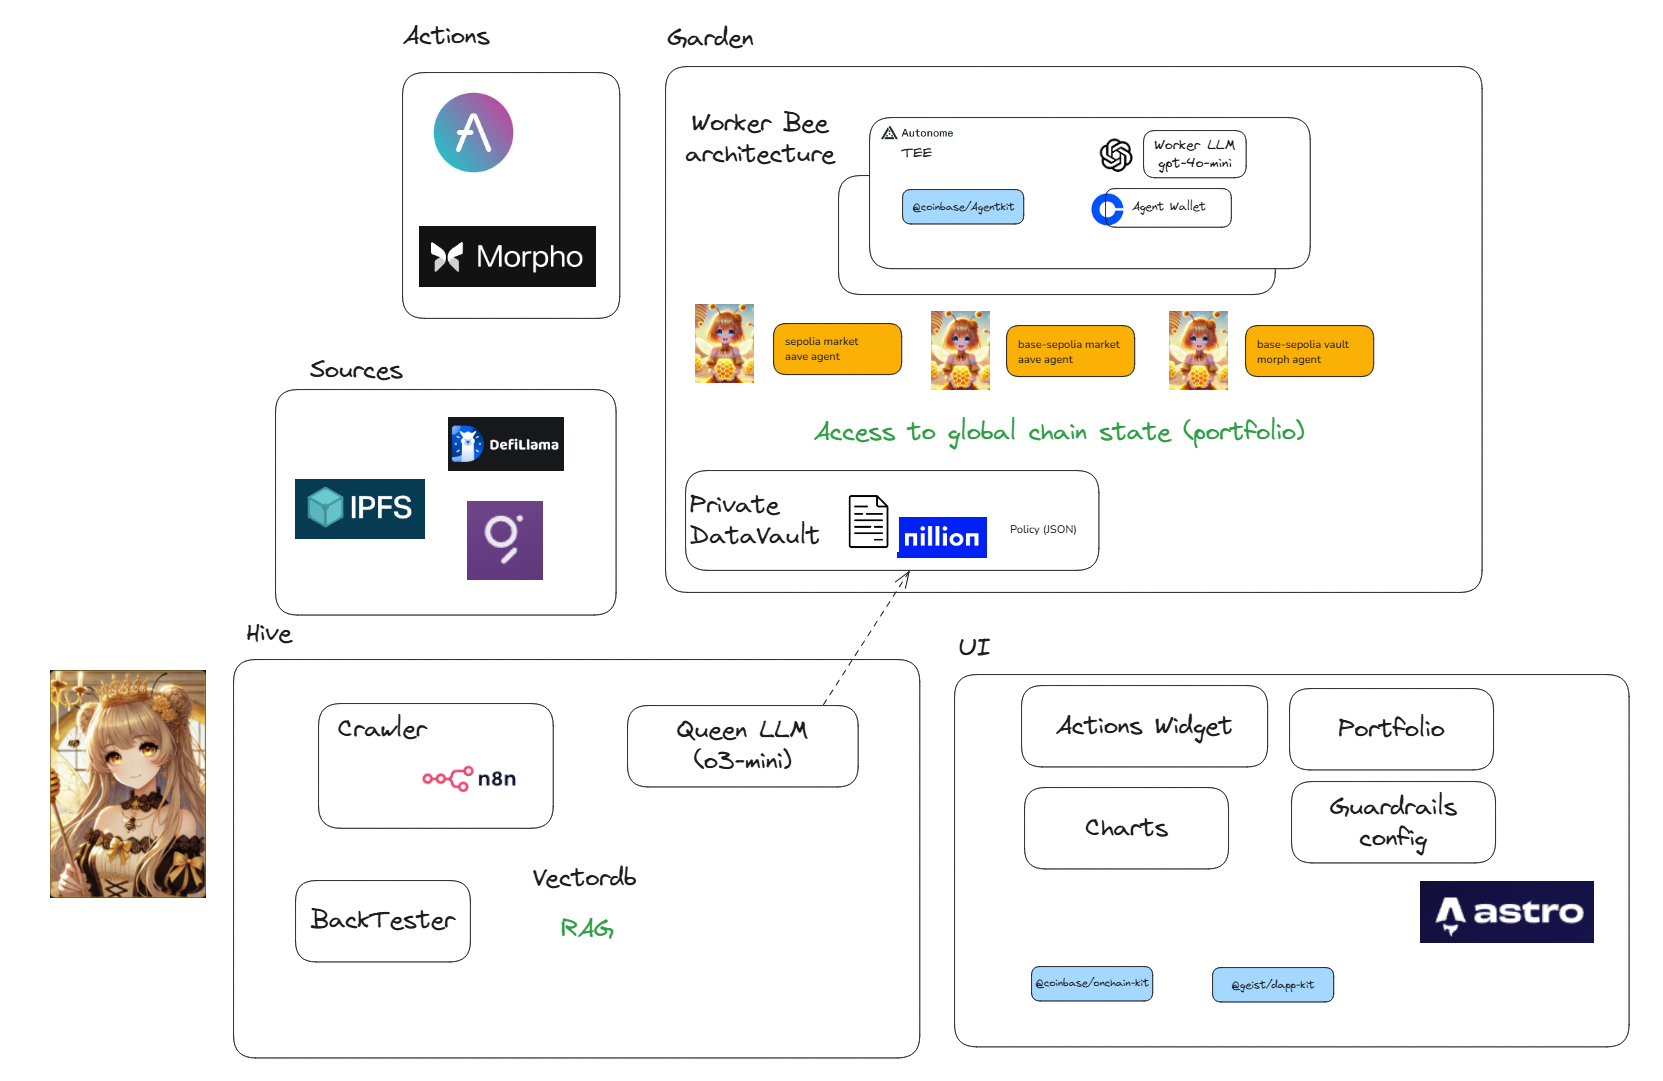 Actions
Morpho
Garden
Worker Bee
architecture
Autonome
TEE
Worker LLM
gpt-4o-mini
@coinbase/Agentkit
Agent Wallet
sepolia market
aave agent
base-sepolia market
aave agent
base-sepolia vault
morph agent
Access to global chain state (portfolio)
Private
DataVault
nillion
Policy (JSON)
Sources
DefiLlama
IPFS
Hive
Crawler
n8n
Queen LLM
(o3-mini)
BackTester
Vectordb
RAG
UI
Actions Widget
Portfolio
Charts
Guardrails
config
astro
@coinbase/onchain-kit
@geist/dapp-kit